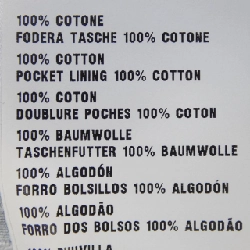 100% COTONE
FODERA TASCHE 100% COTONE
100% COTTON
POCKET LINING 100% COTTON
100% COTON
DOUBLURE POCHES 100% COTON
100% BAUMWOLLE
TASCHENFUTTER 100% BAUMWOLLE
100% ALGODÓN
FORRO BOLSILLOS 100% ALGODÓN
100% ALGODÃO
FORRO DOS BOLSOS 100% ALGODÃO